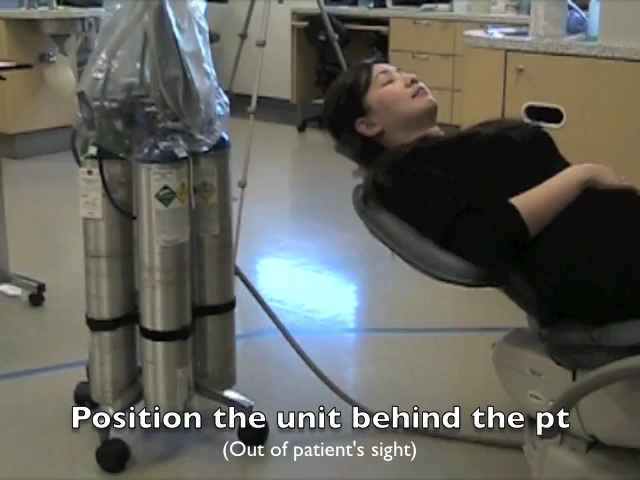 Position the unit behind the pt
(Out of patient's sight)